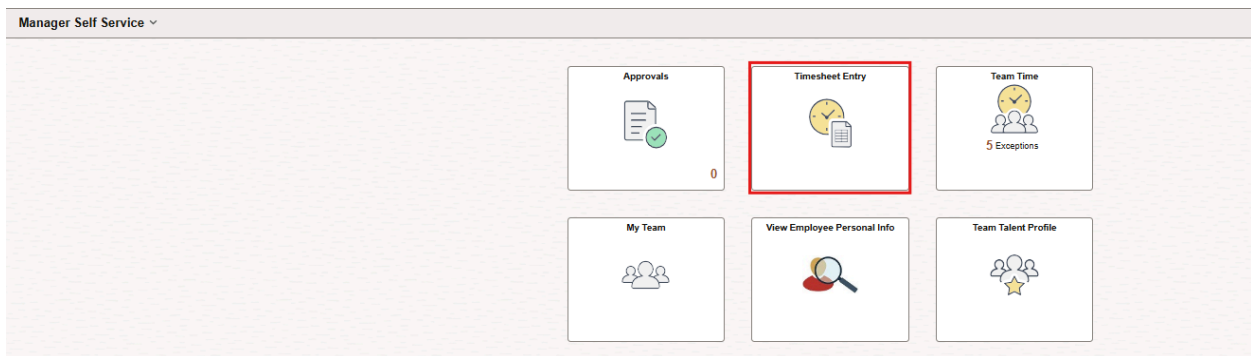 Manager Self Service
Approvals
0
Timesheet Entry
Team Time
5 Exceptions
My Team
View Employee Personal Info
Team Talent Profile